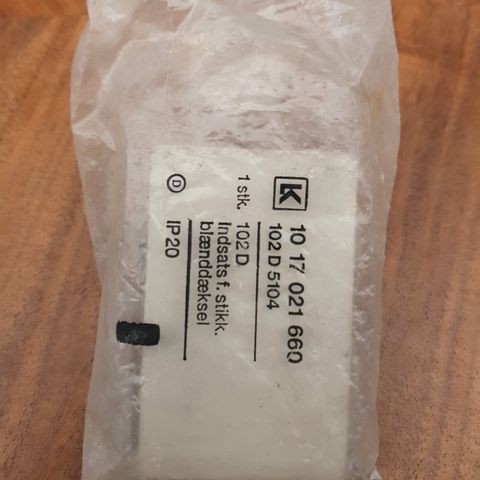 K 10 17 021 660
102 D 5104
1 stk. 102 D
Indsats f. stikk.
blænddæksel
D IP20